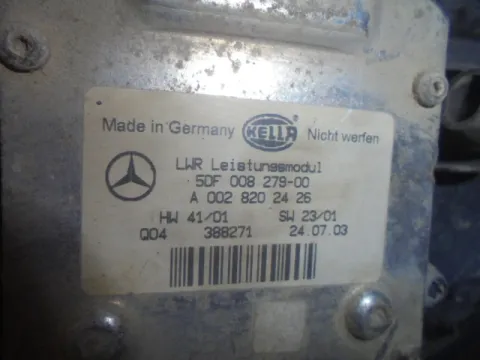 Made in Germany HELLA Nicht werfen
LWR Leistungsmodul
5DF 008 279-00
A 002 820 24 26
HW 41/01 SW 23/01
Q04 388271 24.07.03